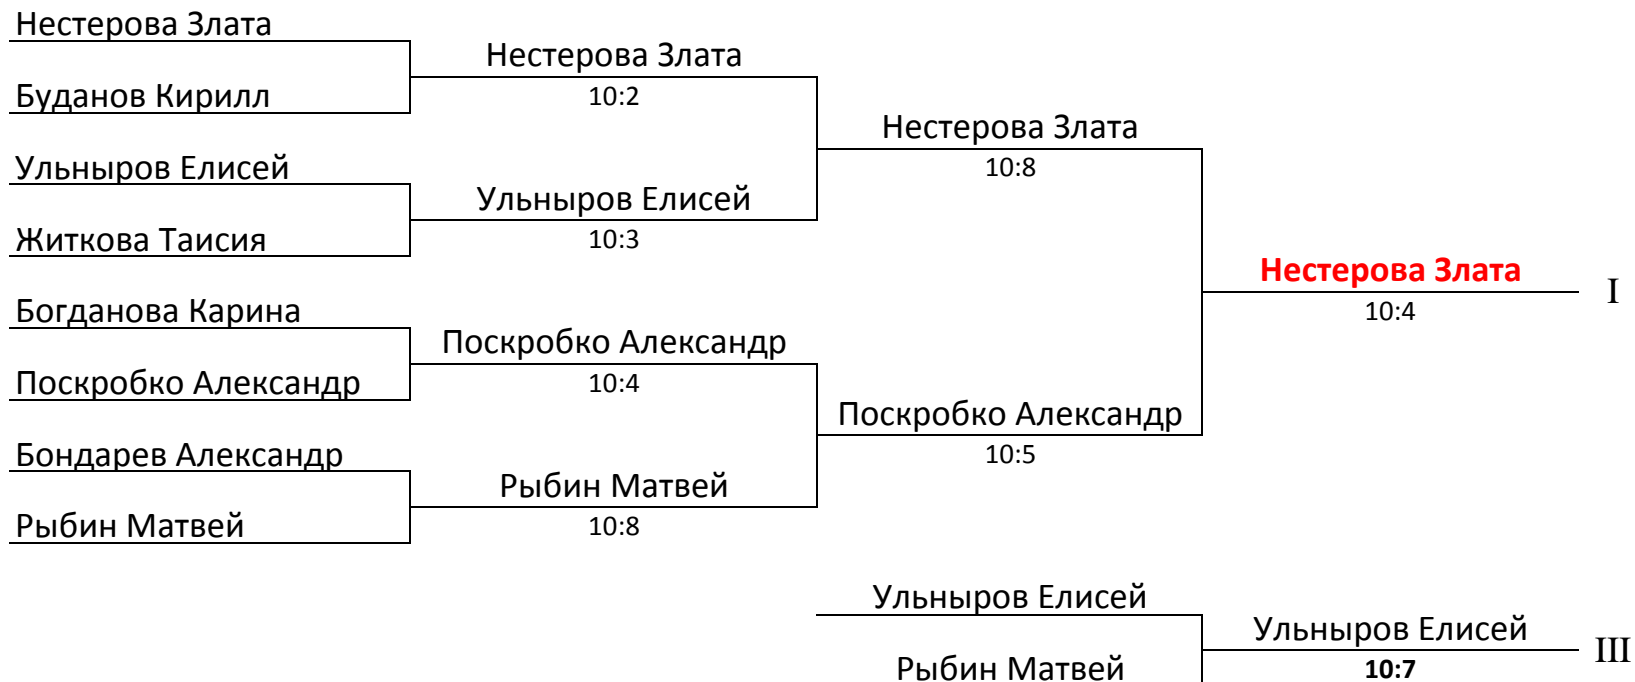 Нестерова Злата
Буданов Кирилл
Ульныров Елисей
Житкова Таисия
Богданова Карина
Поскробко Александр
Бондарев Александр
Рыбин Матвей
Нестерова Злата
10:2
Ульныров Елисей
10:3
Поскробко Александр
10:4
Рыбин Матвей
10:8
Нестерова Злата
10:8
Поскробко Александр
10:5
Нестерова Злата
10:4
I
Ульныров Елисей
Рыбин Матвей
Ульныров Елисей
10:7
III